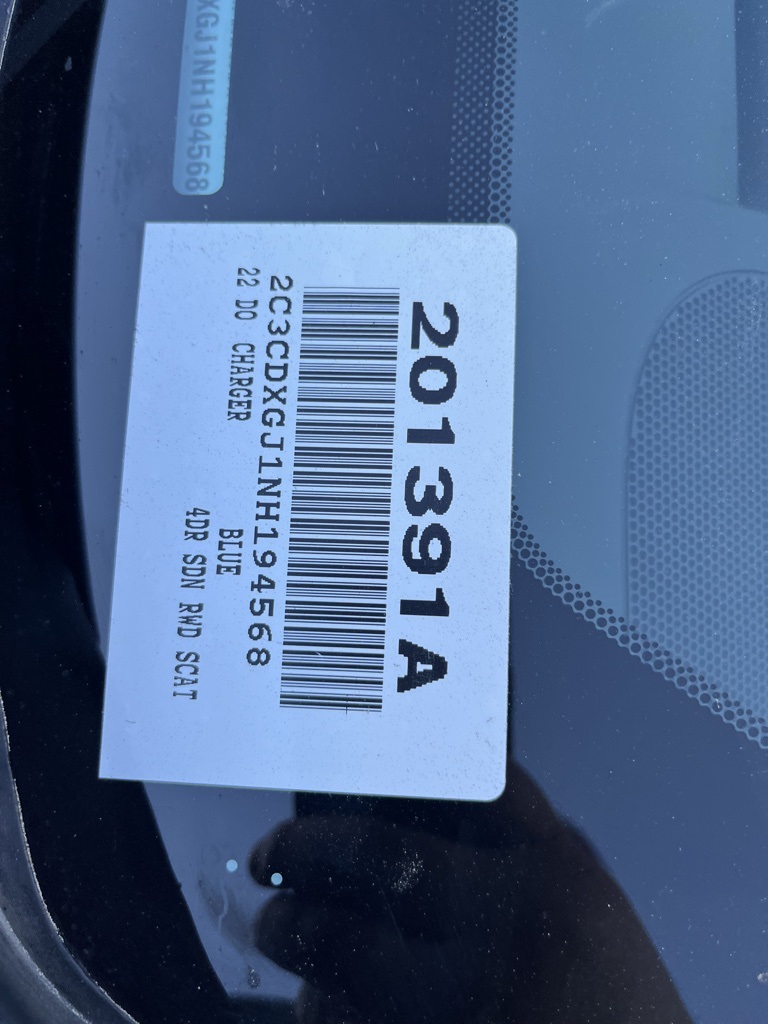 201391A
2C3CDXGJ1NH194568
22 DO CHARGER
BLUE
4DR SDN RWD SCAT
XGJ1NH194568